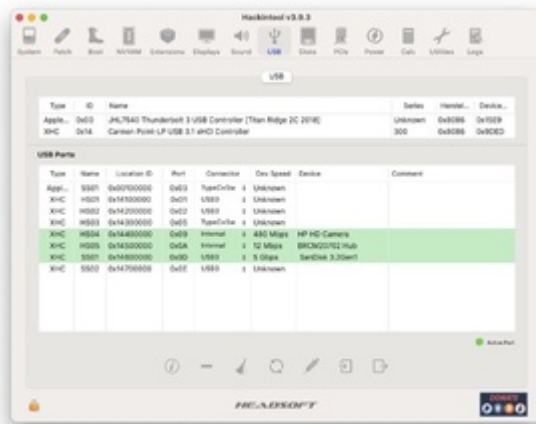 Hackintool v3.9.3
System Patch Boot NVRAM Extensions Displays Sound USB Disks PCIe Power Calc Utilities Logs
USB
Type ID Name Series Device...
Apple... 0x03 JHL7540 Thunderbolt 3 USB Controller [Titan Ridge 2C 2018] Unknown 0x8086
XHC 0x14 Cannon Point-LP USB 3.1 xHCI Controller 300 0x8086 0x9DED
USB Ports
Type Name Location ID Port Connector Dev Speed Device Comment
Appl... SS01 0x03 TypeC+Sw Unknown
XHC HS01 0x14100000 0x01 USB3 Unknown
XHC HS02 0x14200000 0x02 USB3 Unknown
XHC HS03 0x14300000 TypeC+Sw Unknown
XHC HS04 0x14400000 Internal 480 Mbps HP HD Camera
XHC HS05 0x14500000 0x0A Internal 12 Mbps BRCM20702 Hub
XHC SS01 0x14600000 0x0D USB3 5 Gbps SanDisk 3.2Gen1
XHC SS02 0x14700000 0x0E USB3 Unknown
Active Port
HEADSOFT
DONATE